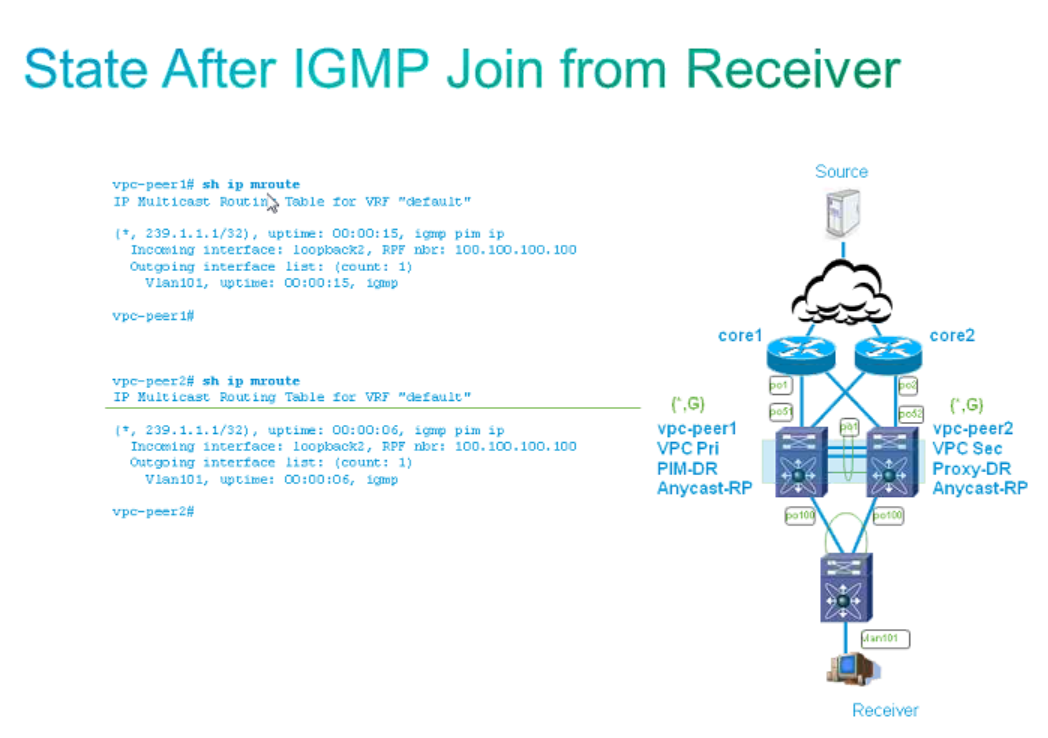 State After IGMP Join from Receiver
vpc-peer1# sh ip mroute
IP Multicast Routing Table for VRF "default"
(*, 239.1.1.1/32), uptime: 00:00:15, igmp pim ip
Incoming interface: loopback2, RPF nbr: 100.100.100.100
Outgoing interface list: (count: 1)
Vlan101, uptime: 00:00:15, igmp
vpc-peer1#
vpc-peer2# sh ip mroute
IP Multicast Routing Table for VRF "default"
(*, 239.1.1.1/32), uptime: 00:00:06, igmp pim ip
Incoming interface: loopback2, RPF nbr: 100.100.100.100
Outgoing interface list: (count: 1)
Vlan101, uptime: 00:00:06, igmp
vpc-peer2#
Source
core1
core2
po1
po2
po51
po52
(*,G)
(*,G)
po1
vpc-peer1
VPC Pri
PIM-DR
Anycast-RP
vpc-peer2
VPC Sec
Proxy-DR
Anycast-RP
po100
po100
vlan101
Receiver